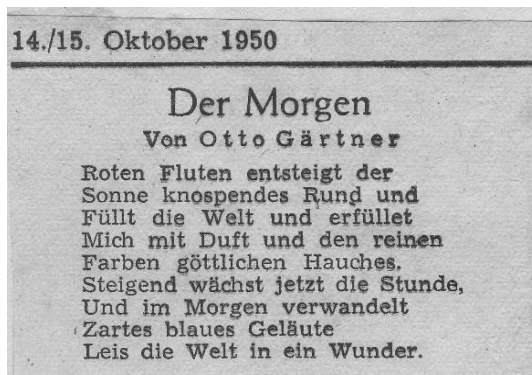 14./15. Oktober 1950
Der Morgen
Von Otto Gärtner
Roten Fluten entsteigt der
Sonne knospendes Rund und
Füllt die Welt und erfüllet
Mich mit Duft und den reinen
Farben göttlichen Hauches.
Steigend wächst jetzt die Stunde,
Und im Morgen verwandelt
Zartes blaues Geläute
Leis die Welt in ein Wunder.